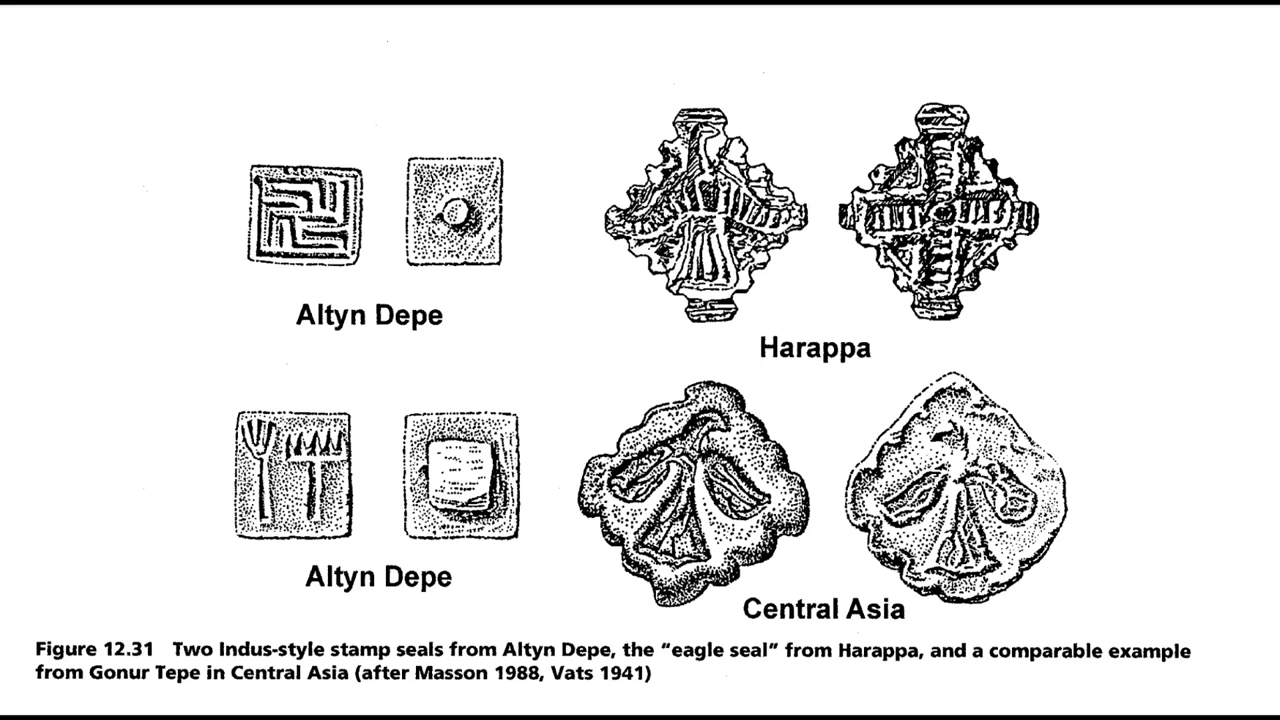 Altyn Depe
Harappa
Altyn Depe
Central Asia
Figure 12.31 Two Indus-style stamp seals from Altyn Depe, the “eagle seal” from Harappa, and a comparable example
from Gonur Tepe in Central Asia (after Masson 1988, Vats 1941)